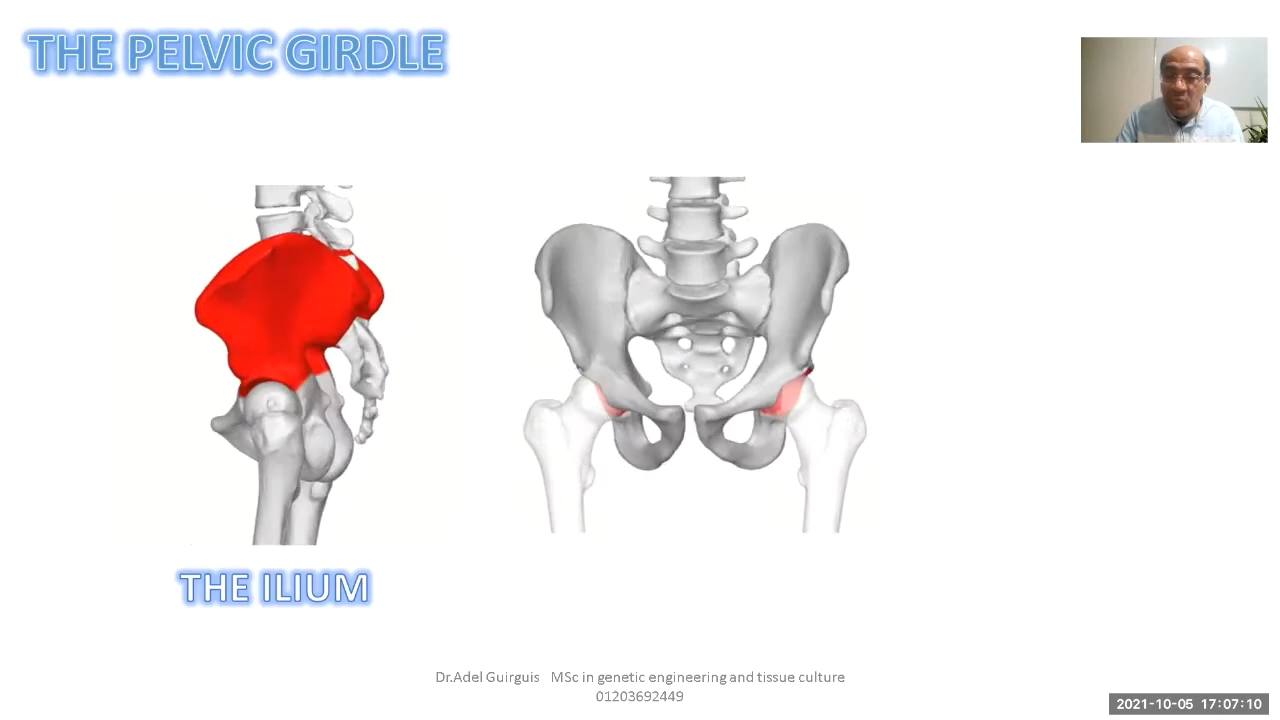 THE PELVIC GIRDLE
THE ILIUM
Dr.Adel Guirguis MSc in genetic engineering and tissue culture
01203692449
2021-10-05 17:07:10